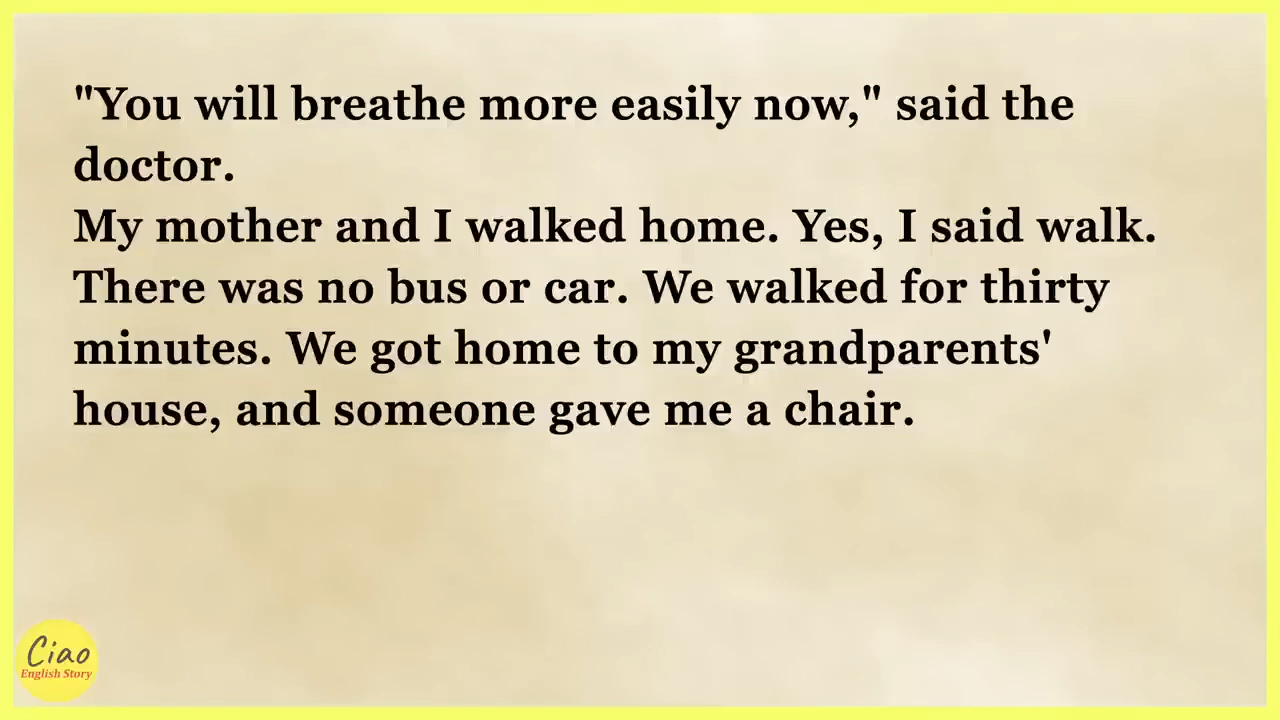 "You will breathe more easily now," said the
doctor.
My mother and I walked home. Yes, I said walk.
There was no bus or car. We walked for thirty
minutes. We got home to my grandparents'
house, and someone gave me a chair.
Ciao
English Story